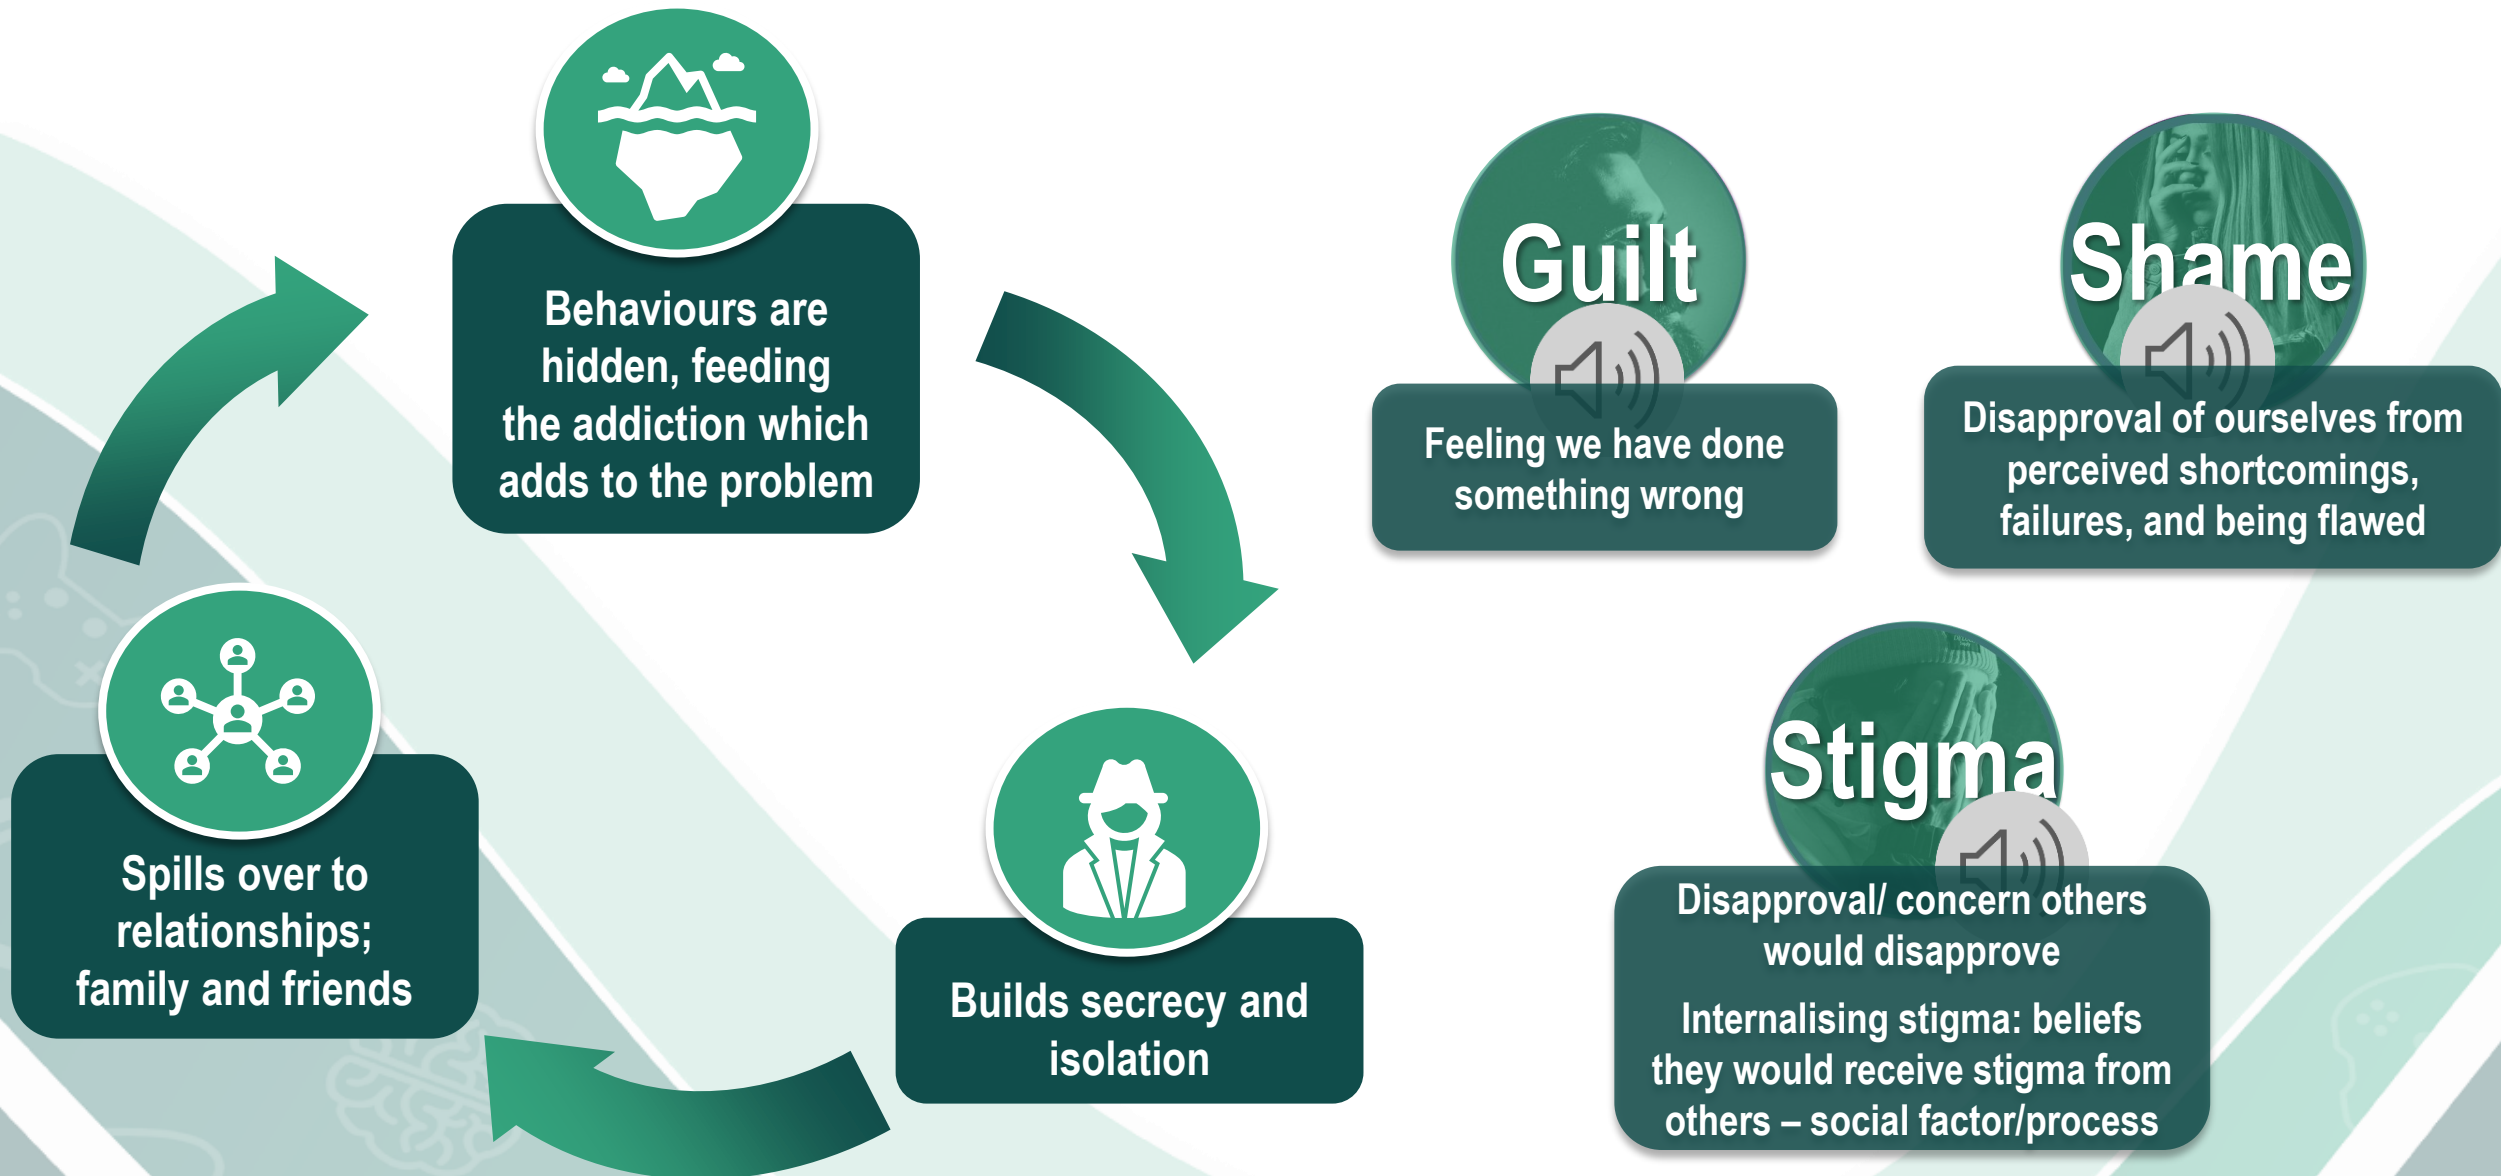 Behaviours are
hidden, feeding
the addiction which
adds to the problem
Spills over to
relationships;
family and friends
Builds secrecy and
isolation
Guilt
Feeling we have done
something wrong
Shame
Disapproval of ourselves from
perceived shortcomings,
failures, and being flawed
Stigma
Disapproval/ concern others
would disapprove
Internalising stigma: beliefs
they would receive stigma from
others – social factor/process